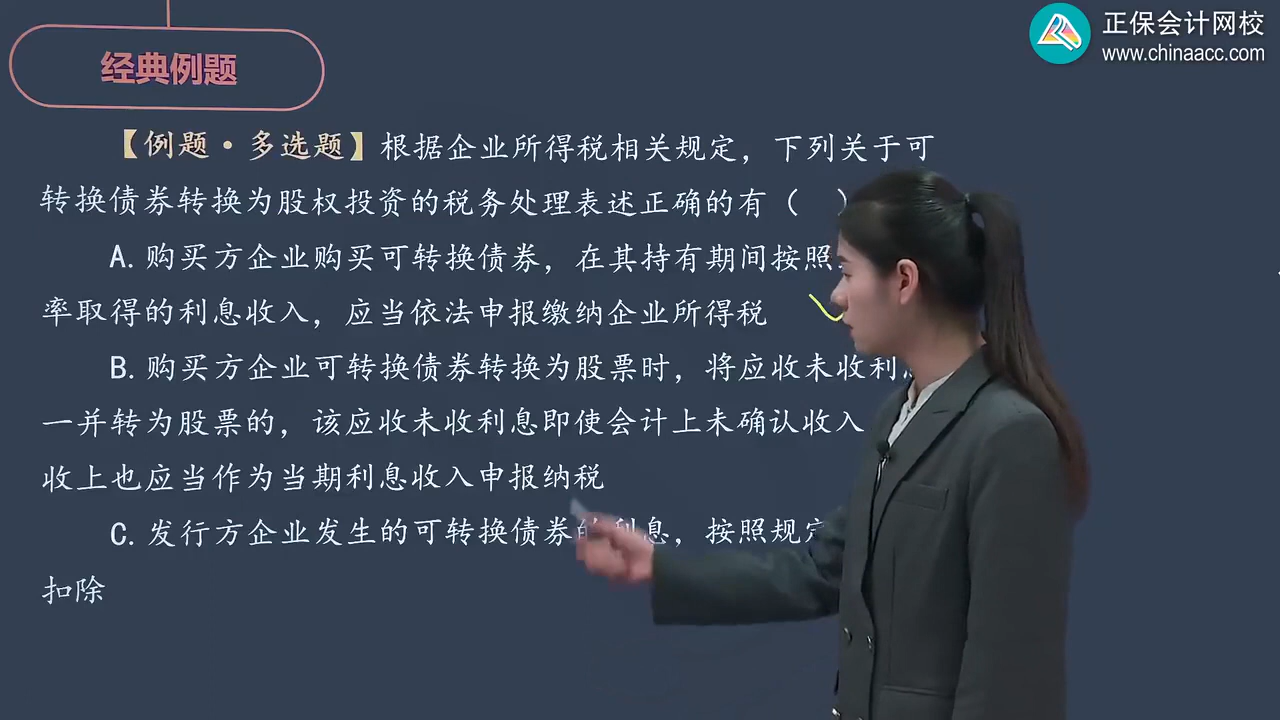 经典例题
正保会计网校
www.chinaacc.com
【例题·多选题】根据企业所得税相关规定，下列关于可
转换债券转换为股权投资的税务处理表述正确的有（ ）
A. 购买方企业购买可转换债券，在其持有期间按照
率取得的利息收入，应当依法申报缴纳企业所得税
B. 购买方企业可转换债券转换为股票时，将应收未收利
一并转为股票的，该应收未收利息即使会计上未确认收入
收上也应当作为当期利息收入申报纳税
C. 发行方企业发生的可转换债券的利息，按照规定
扣除